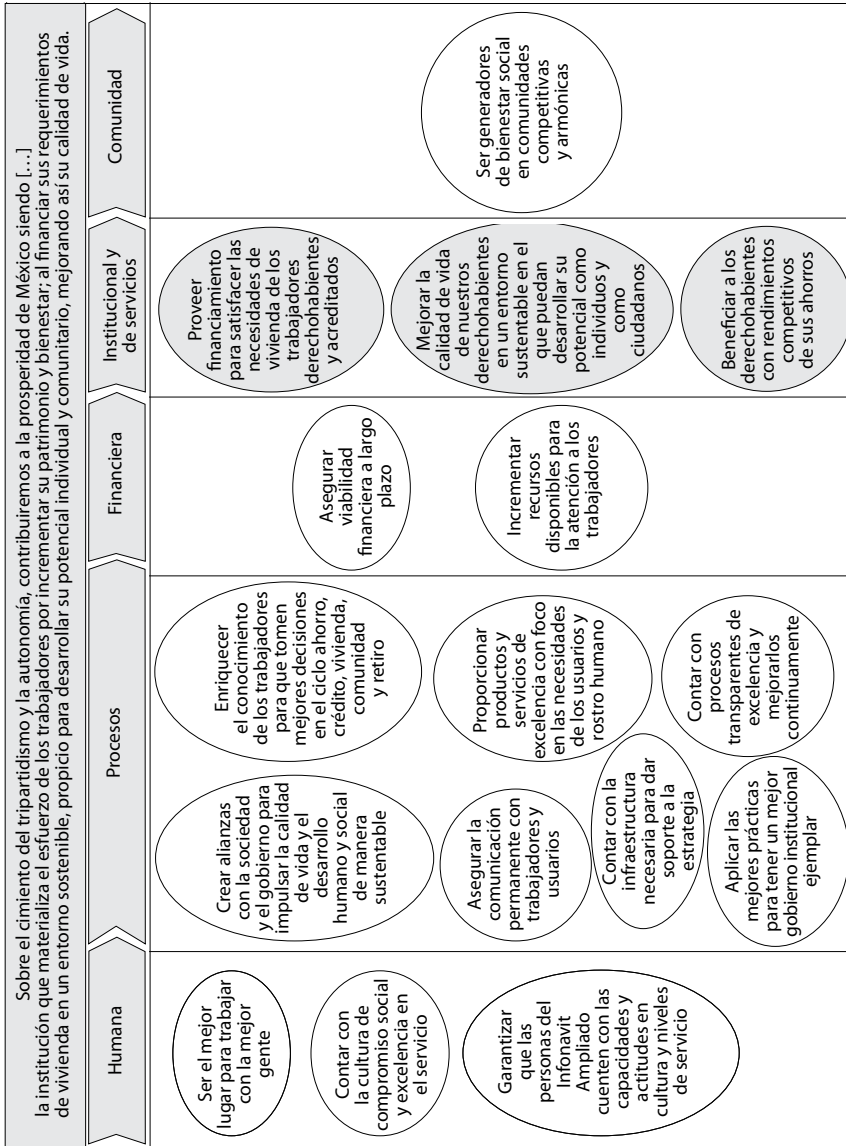 Sobre el cimiento del tripartidismo y la autonomía, contribuiremos a la prosperidad de México siendo […]
la institución que materializa el esfuerzo de los trabajadores por incrementar su patrimonio y bienestar; al financiar sus requerimientos
de vivienda en un entorno sostenible, propicio para desarrollar su potencial individual y comunitario, mejorando así su calidad de vida.
Humana
Procesos
Financiera
Institucional y
de servicios
Comunidad
Ser el mejor
lugar para trabajar
con la mejor
gente
Contar con
la cultura de
compromiso social
y excelencia en
el servicio
Garantizar
que las
personas del
Infonavit
Ampliado
cuenten con las
capacidades y
actitudes en
cultura y niveles
de servicio
Crear alianzas
con la sociedad
y el gobierno para
impulsar la calidad
de vida y el
desarrollo
humano y social
de manera
sustentable
Asegurar la
comunicación
permanente con
trabajadores y
usuarios
Contar con la
infraestructura
necesaria para dar
soporte a la
estrategia
Aplicar las
mejores prácticas
para tener un mejor
gobierno institucional
ejemplar
Enriquecer
el conocimiento
de los trabajadores
para que tomen
mejores decisiones
en el ciclo ahorro,
crédito, vivienda,
comunidad
y retiro
Proporcionar
productos y
servicios de
excelencia con foco
en las necesidades
de los usuarios y
rostro humano
Contar con
procesos
transparentes de
excelencia y
mejorarlos
continuamente
Asegurar
viabilidad
financiera a largo
plazo
Incrementar
recursos
disponibles para
la atención a los
trabajadores
Proveer
financiamiento
para satisfacer las
necesidades de
vivienda de los
trabajadores
derechohabientes
y acreditados
Mejorar la
calidad de vida
de nuestros
derechohabientes
en un entorno
sustentable en el
que puedan
desarrollar su
potencial como
individuos y
como
ciudadanos
Beneficiar a los
derechohabientes
con rendimientos
competitivos
de sus ahorros
Ser generadores
de bienestar social
en comunidades
competitivas
y armónicas